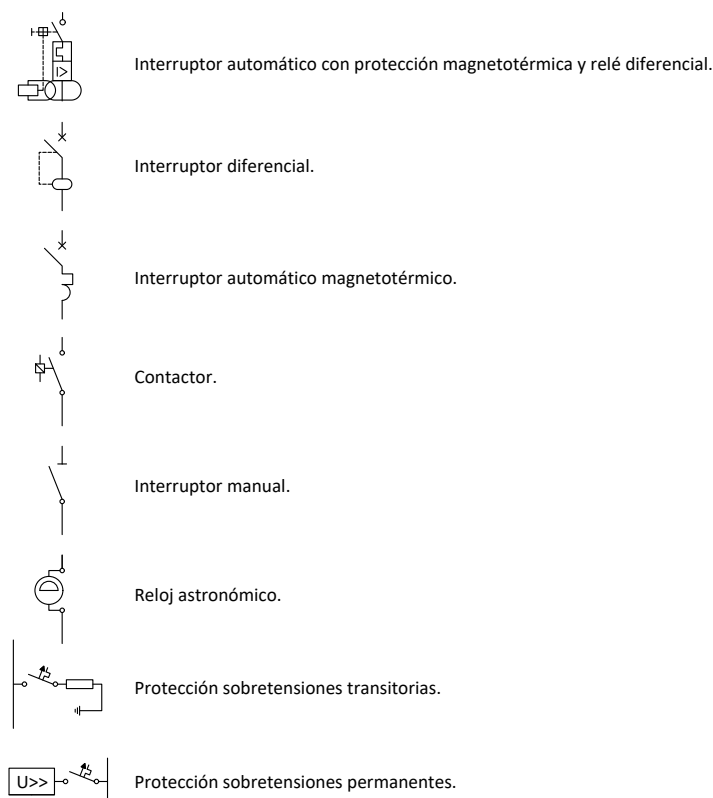 Interruptor automático con protección magnetotérmica y relé diferencial.
I>
Interruptor diferencial.
Interruptor automático magnetotérmico.
Contactor.
Interruptor manual.
Reloj astronómico.
Protección sobretensiones transitorias.
U>> Protección sobretensiones permanentes.